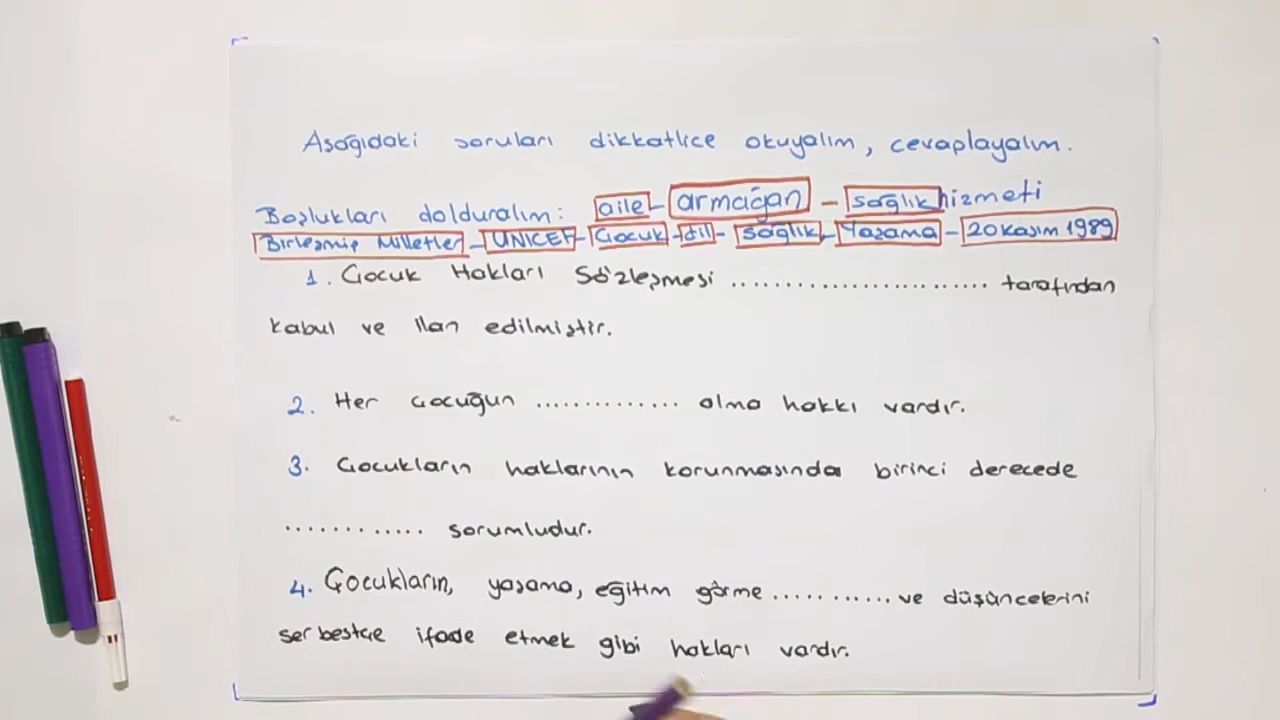 Aşağıdaki soruları dikkatlice okuyalım, cevaplayalım.
Boşlukları dolduralım: aile - armağan - sağlık hizmeti
Birleşmiş Milletler - UNICEF - Çocuk - dil - sağlık - Yaşama - 20 Kasım 1989
1. Çocuk Hakları Sözleşmesi ........................ tarafından
kabul ve ilan edilmiştir.
2. Her çocuğun .............. olma hakkı vardır.
3. Çocukların haklarının korunmasında birinci derecede
............ sorumludur.
4. Çocukların, yaşama, eğitim görme ........... ve düşüncelerini
serbestçe ifade etmek gibi hakları vardır.